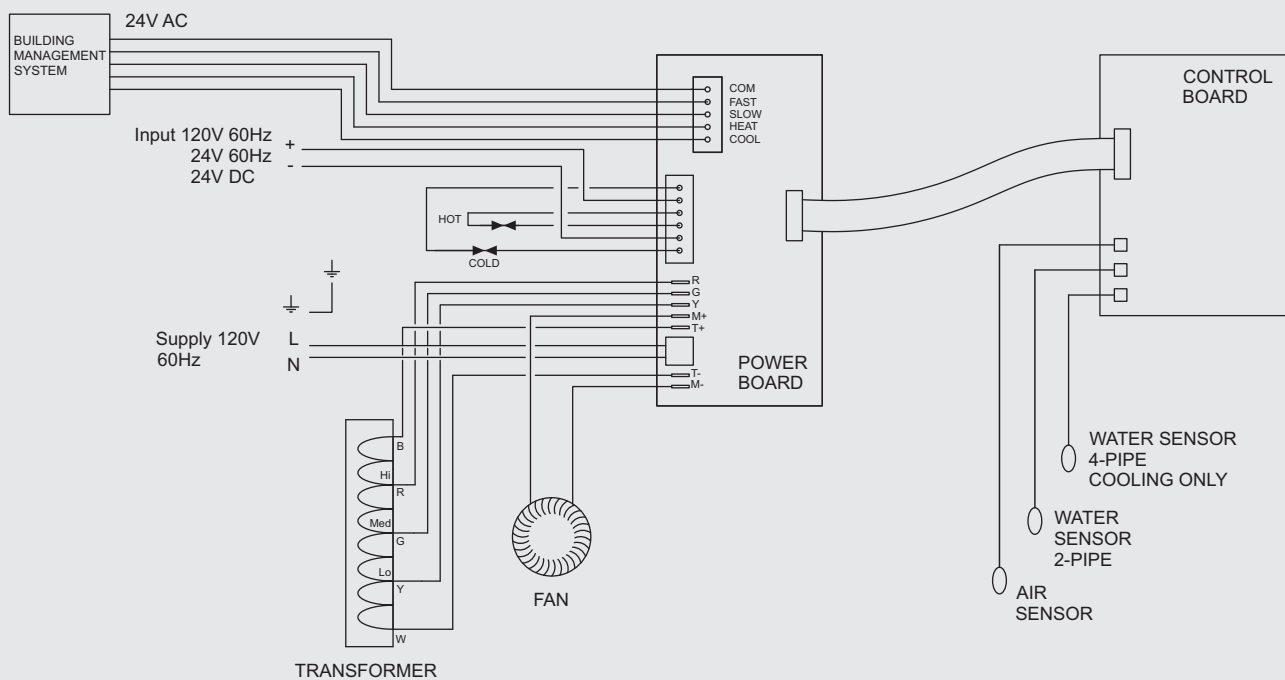 24V AC
BUILDING
MANAGEMENT
SYSTEM
COM
FAST
SLOW
HEAT
COOL
CONTROL
BOARD
Input 120V 60Hz
24V 60Hz
24V DC
+
-
HOT
COLD
R
G
Y
M+
T+
T-
M-
POWER
BOARD
Supply 120V
60Hz
L
N
B
Hi
R
Med
G
Lo
Y
W
TRANSFORMER
FAN
WATER SENSOR
4-PIPE
COOLING ONLY
WATER
SENSOR
2-PIPE
AIR
SENSOR